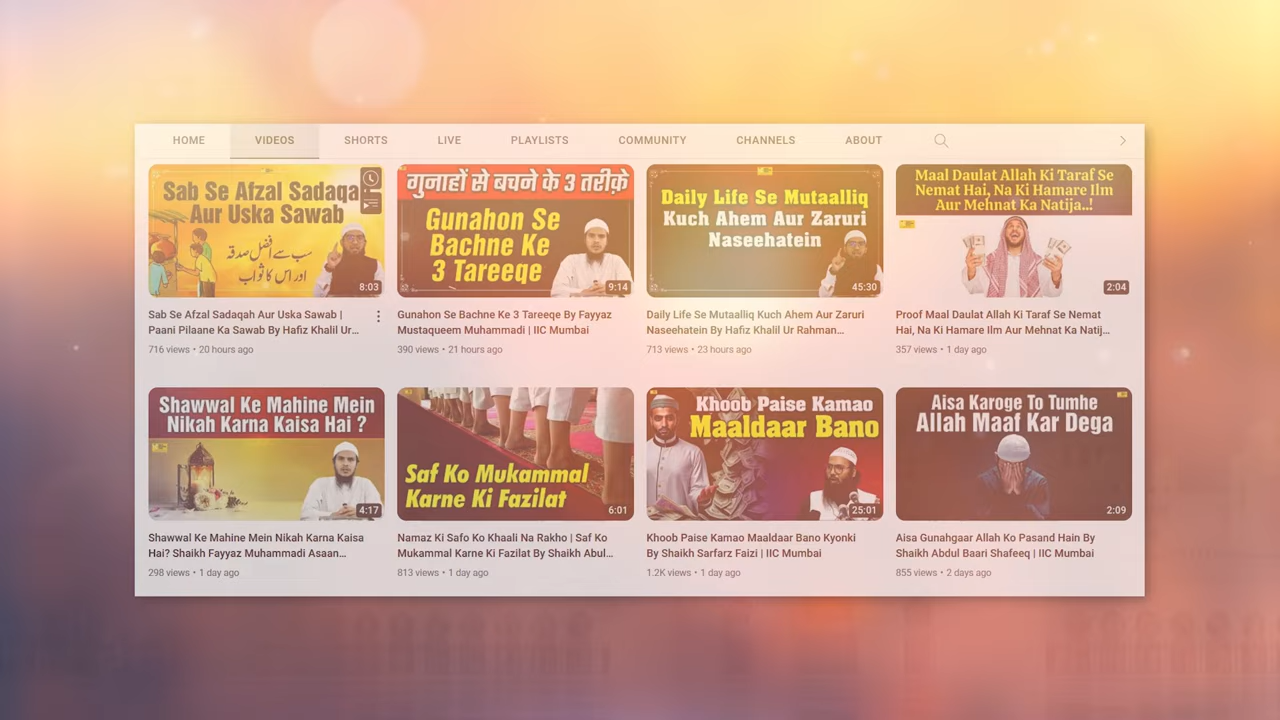 HOME VIDEOS SHORTS LIVE PLAYLISTS COMMUNITY CHANNELS ABOUT
Sab Se Afzal Sadaqa
Aur Uska Sawab
سب سے افضل صدقہ
اور اس کا ثواب
8:03
Sab Se Afzal Sadaqah Aur Uska Sawab |
Paani Pilaane Ka Sawab By Hafiz Khalil Ur...
716 views • 20 hours ago
गुनाहों से बचने के 3 तरीक़े
Gunahon Se
Bachne Ke
3 Tareeqe
9:14
Gunahon Se Bachne Ke 3 Tareeqe By Fayyaz
Mustaqueem Muhammadi | IIC Mumbai
390 views • 21 hours ago
Daily Life Se Mutaalliq
Kuch Ahem Aur Zaruri
Naseehatein
45:30
Daily Life Se Mutaalliq Kuch Ahem Aur Zaruri
Naseehatein By Hafiz Khalil Ur Rahman...
713 views • 23 hours ago
Maal Daulat Allah Ki Taraf Se
Nemat Hai, Na Ki Hamare Ilm
Aur Mehnat Ka Natija..!
2:04
Proof Maal Daulat Allah Ki Taraf Se Nemat
Hai, Na Ki Hamare Ilm Aur Mehnat Ka Natij...
357 views • 1 day ago
Shawwal Ke Mahine Mein
Nikah Karna Kaisa Hai ?
4:17
Shawwal Ke Mahine Mein Nikah Karna Kaisa
Hai? Shaikh Fayyaz Muhammadi Asaan...
298 views • 1 day ago
Saf Ko Mukammal
Karne Ki Fazilat
6:01
Namaz Ki Safo Ko Khaali Na Rakho | Saf Ko
Mukammal Karne Ki Fazilat By Shaikh Abul...
813 views • 1 day ago
Khoob Paise Kamao
Maaldaar Bano
25:01
Khoob Paise Kamao Maaldaar Bano Kyonki
By Shaikh Sarfarz Faizi | IIC Mumbai
1.2K views • 1 day ago
Aisa Karoge To Tumhe
Allah Maaf Kar Dega
2:09
Aisa Gunahgaar Allah Ko Pasand Hain By
Shaikh Abdul Baari Shafeeq | IIC Mumbai
855 views • 2 days ago